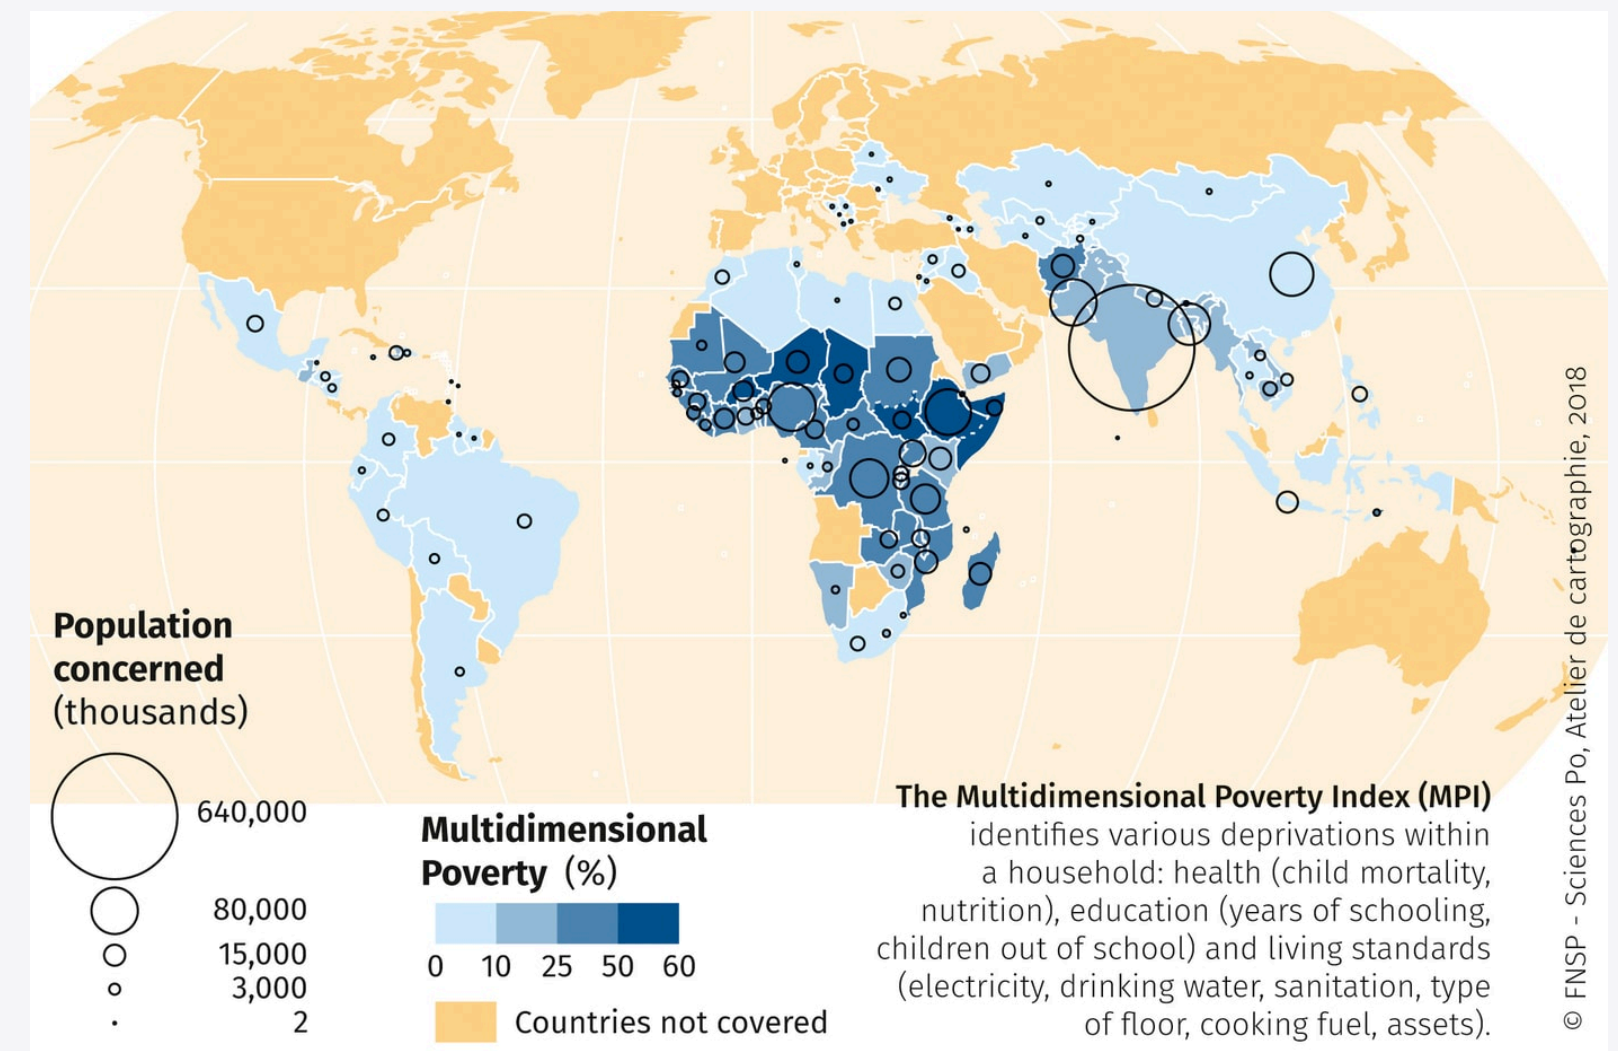 Population
concerned
(thousands)
640,000
80,000
15,000
3,000
2
Multidimensional
Poverty (%)
0 10 25 50 60
Countries not covered
The Multidimensional Poverty Index (MPI)
identifies various deprivations within
a household: health (child mortality,
nutrition), education (years of schooling,
children out of school) and living standards
(electricity, drinking water, sanitation, type
of floor, cooking fuel, assets).
© FNSP - Sciences Po, Atelier de cartographie, 2018